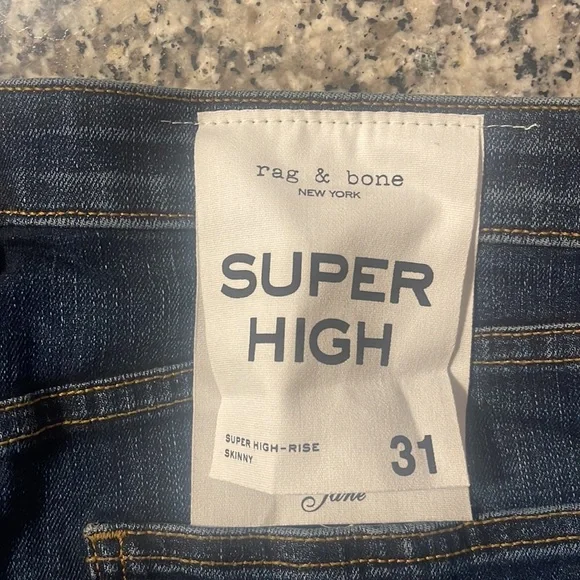 rag & bone
NEW YORK
SUPER
HIGH
SUPER HIGH-RISE
SKINNY
31
Jane